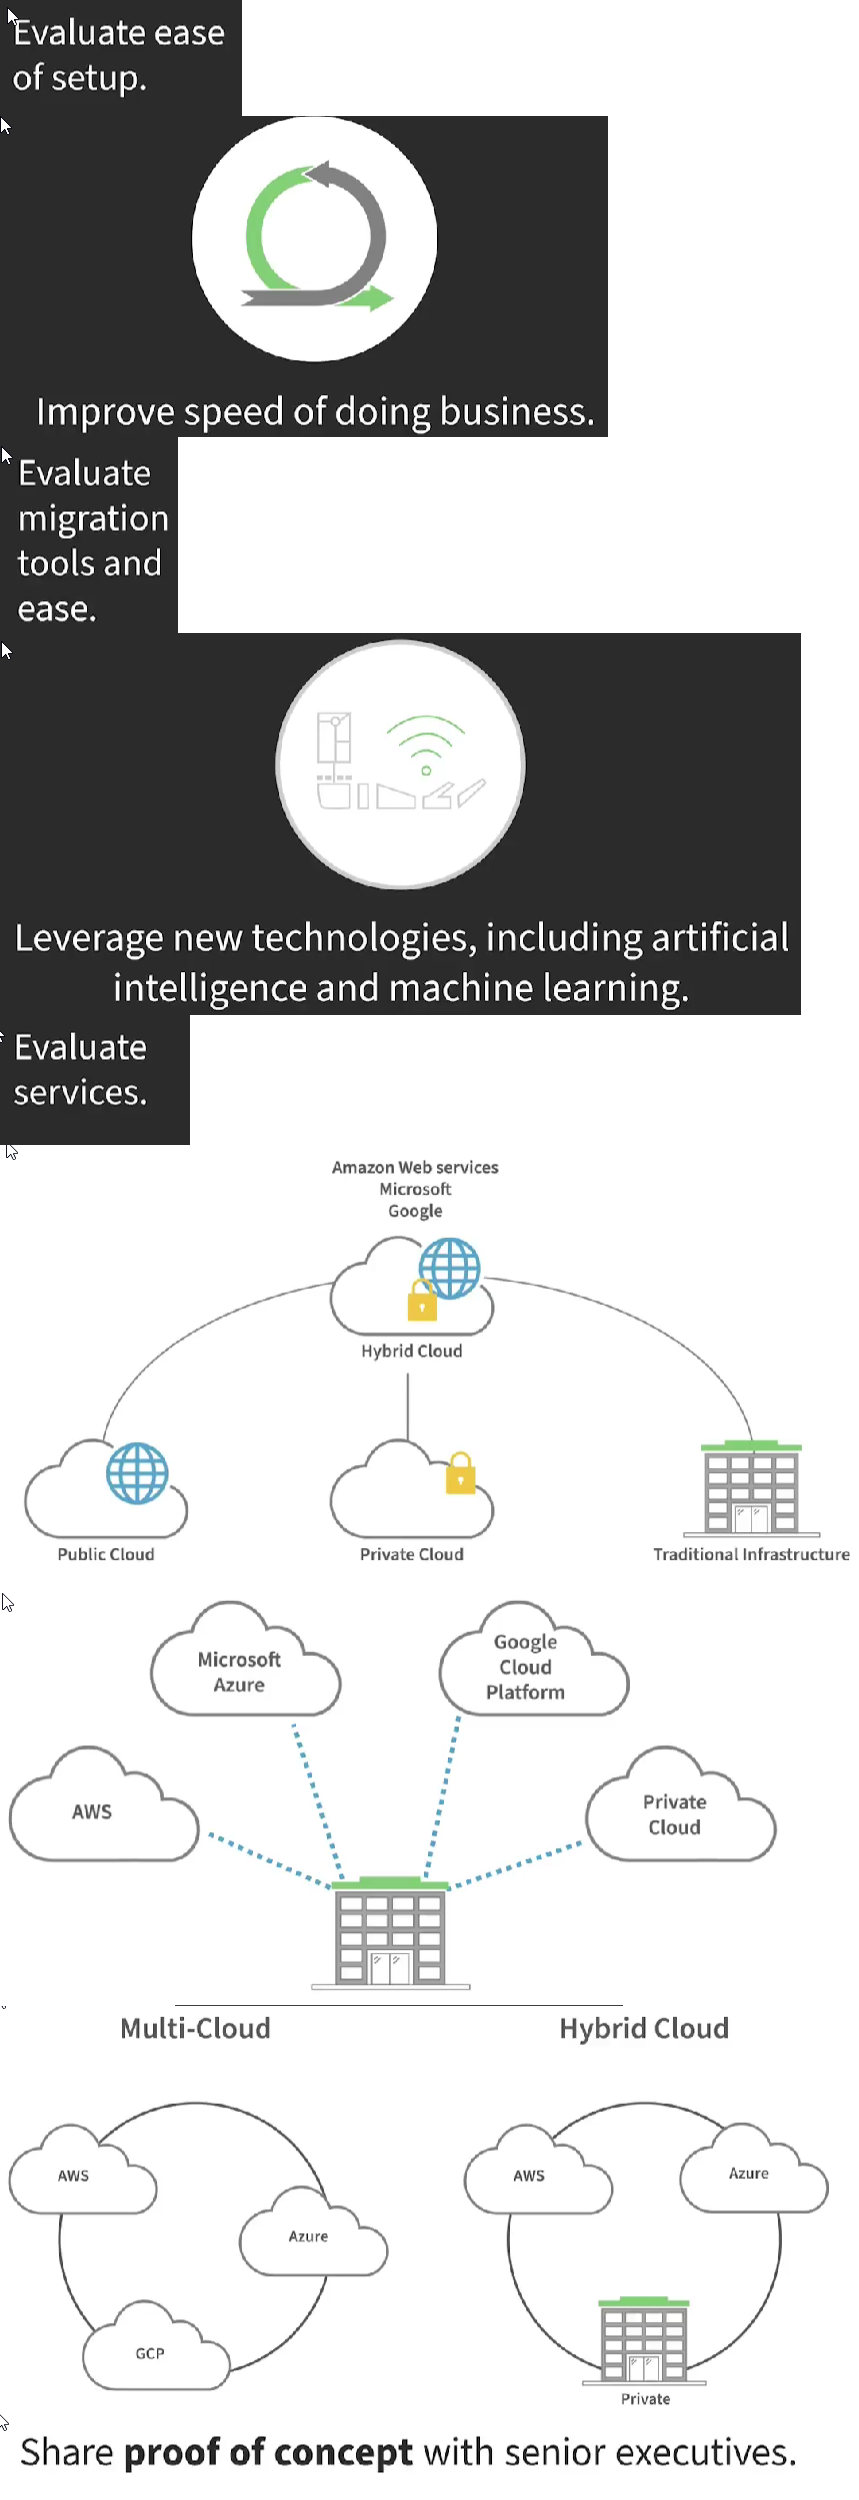 Evaluate ease
of setup.
Improve speed of doing business.
Evaluate
migration
tools and
ease.
Leverage new technologies, including artificial
intelligence and machine learning.
Evaluate
services.
Amazon Web services
Microsoft
Google
Hybrid Cloud
Public Cloud
Private Cloud
Traditional Infrastructure
Microsoft
Azure
Google
Cloud
Platform
AWS
Private
Cloud
Multi-Cloud
Hybrid Cloud
AWS
Azure
GCP
AWS
Azure
Private
Share proof of concept with senior executives.